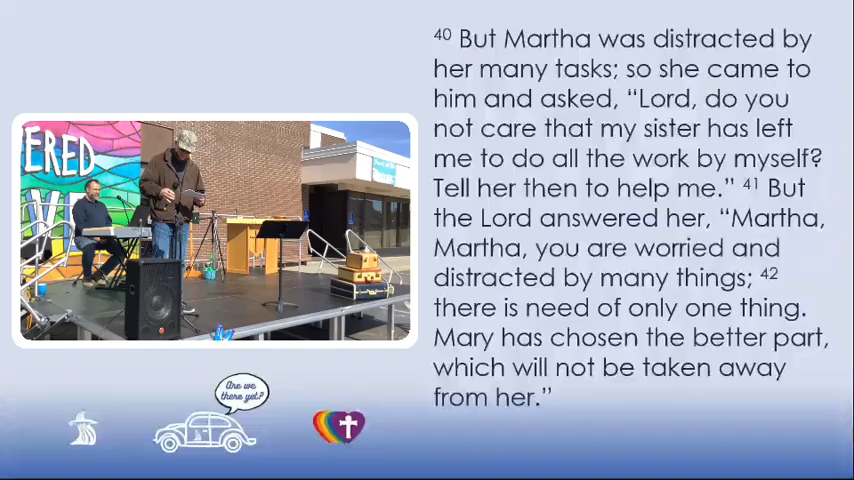 40 But Martha was distracted by
her many tasks; so she came to
him and asked, “Lord, do you
not care that my sister has left
me to do all the work by myself?
Tell her then to help me.” 41 But
the Lord answered her, “Martha,
Martha, you are worried and
distracted by many things; 42
there is need of only one thing.
Mary has chosen the better part,
which will not be taken away
from her.”
ERED
Are we
there yet?